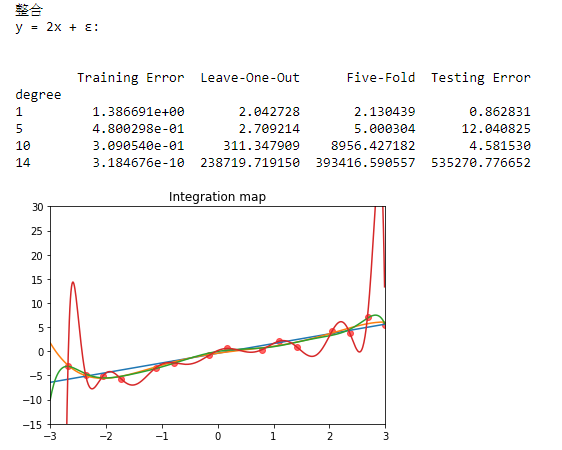 整合
y = 2x + ε:
Training Error Leave-One-Out Five-Fold Testing Error
degree
1 1.386691e+00 2.042728 2.130439 0.862831
5 4.800298e-01 2.709214 5.000304 12.040825
10 3.090540e-01 311.347909 8956.427182 4.581530
14 3.184676e-10 238719.719150 393416.590557 535270.776652
Integration map
30
25
20
15
10
5
0
−5
−10
−15
−3 −2 −1 0 1 2 3